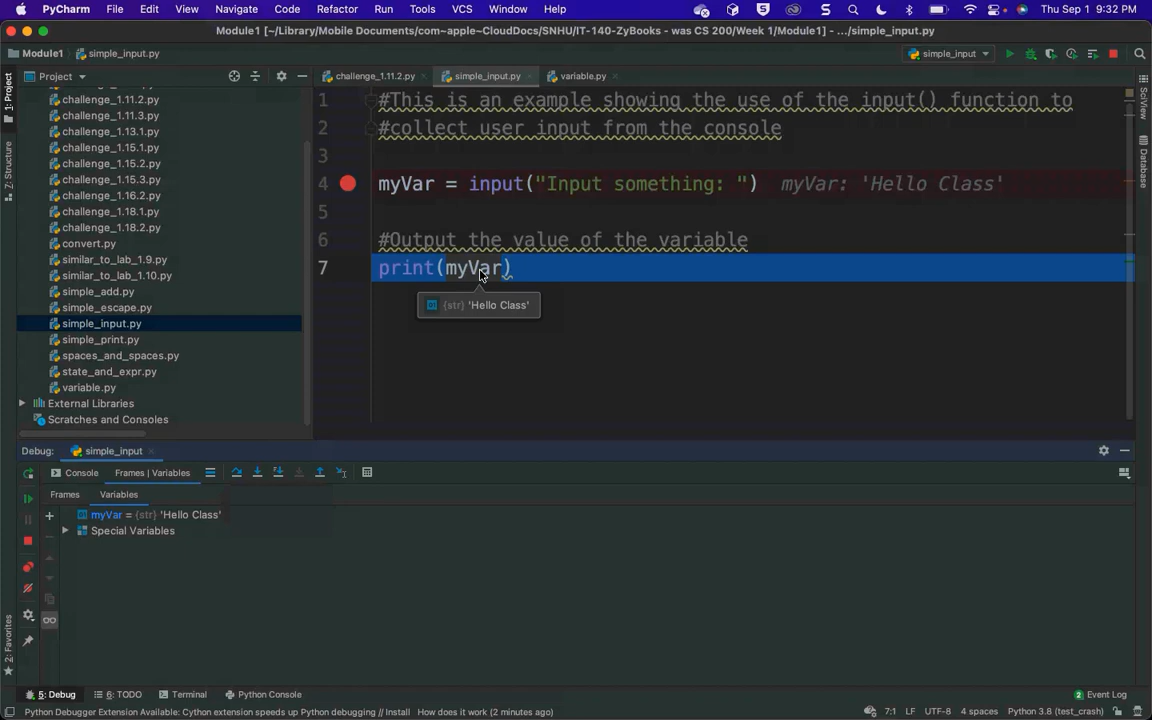 PyCharm File Edit View Navigate Code Refactor Run Tools VCS Window Help Thu Sep 1 9:32 PM
Module1 [~/Library/Mobile Documents/com~apple~CloudDocs/SNHU/IT-140-ZyBooks - was CS 200/Week 1/Module1] - .../simple_input.py
Module1 simple_input.py simple_input
Project challenge_1.11.2.py simple_input.py variable.py
challenge_1.11.2.py
challenge_1.11.3.py
challenge_1.13.1.py
challenge_1.15.1.py
challenge_1.15.2.py
challenge_1.15.3.py
challenge_1.16.2.py
challenge_1.18.1.py
challenge_1.18.2.py
convert.py
similar_to_lab_1.9.py
similar_to_lab_1.10.py
simple_add.py
simple_escape.py
simple_input.py
simple_print.py
spaces_and_spaces.py
state_and_expr.py
variable.py
External Libraries
Scratches and Consoles
1: Project
7: Structure
2: Favorites
1 #This is an example showing the use of the input() function to
2 #collect user input from the console
3
4 myVar = input("Input something: ") myVar: 'Hello Class'
5
6 #Output the value of the variable
7 print(myVar)
{str} 'Hello Class'
SciView
Database
Debug: simple_input
Console Frames | Variables
Frames Variables
myVar = {str} 'Hello Class'
Special Variables
5: Debug 6: TODO Terminal Python Console 2 Event Log
Python Debugger Extension Available: Cython extension speeds up Python debugging // Install How does it work (2 minutes ago) 7:1 LF UTF-8 4 spaces Python 3.8 (test_crash)